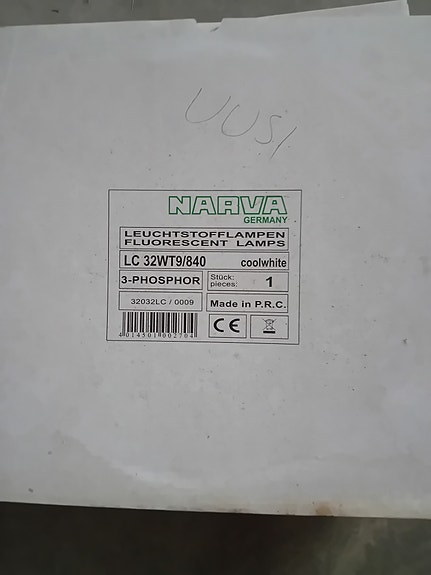 UUSI
NARVA
GERMANY
LEUCHTSTOFFLAMPEN
FLUORESCENT LAMPS
LC 32WT9/840 coolwhite
3-PHOSPHOR Stück: pieces: 1
32032LC / 0009 Made in P.R.C.
CE
4014501002704